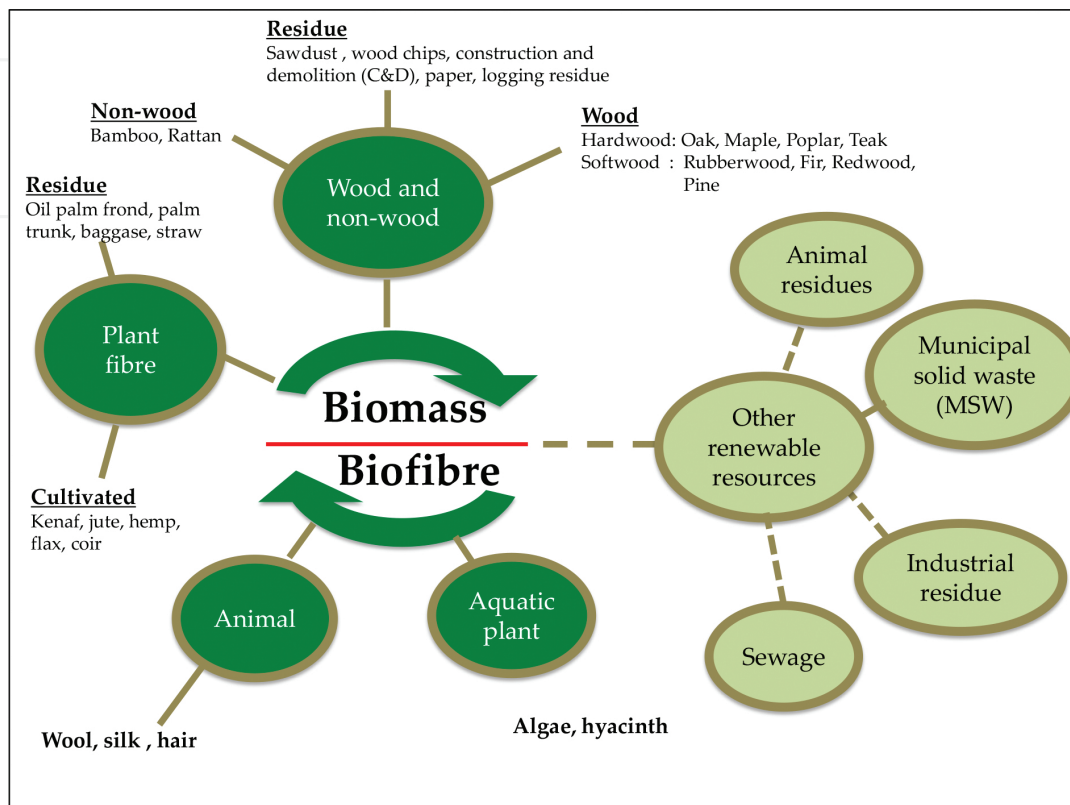 Residue
Sawdust , wood chips, construction and
demolition (C&D), paper, logging residue
Non-wood
Bamboo, Rattan
Wood
Hardwood: Oak, Maple, Poplar, Teak
Softwood : Rubberwood, Fir, Redwood,
Pine
Wood and
non-wood
Residue
Oil palm frond, palm
trunk, baggase, straw
Plant
fibre
Cultivated
Kenaf, jute, hemp,
flax, coir
Biomass
Biofibre
Animal
Wool, silk , hair
Aquatic
plant
Algae, hyacinth
Other
renewable
resources
Animal
residues
Municipal
solid waste
(MSW)
Industrial
residue
Sewage